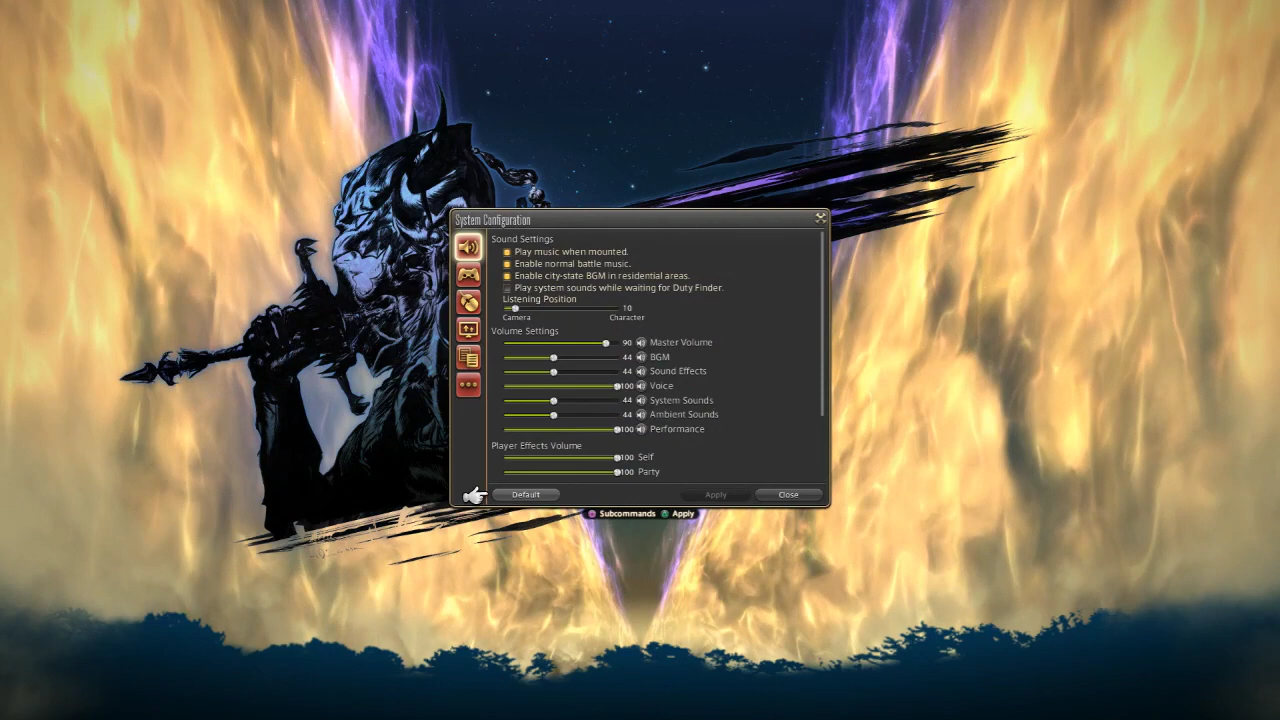 System Configuration
Sound Settings
Play music when mounted.
Enable normal battle music.
Enable city-state BGM in residential areas.
Play system sounds while waiting for Duty Finder.
Listening Position
10
Camera Character
Volume Settings
90 Master Volume
44 BGM
44 Sound Effects
100 Voice
44 System Sounds
44 Ambient Sounds
100 Performance
Player Effects Volume
100 Self
100 Party
Default Apply Close
Subcommands Apply